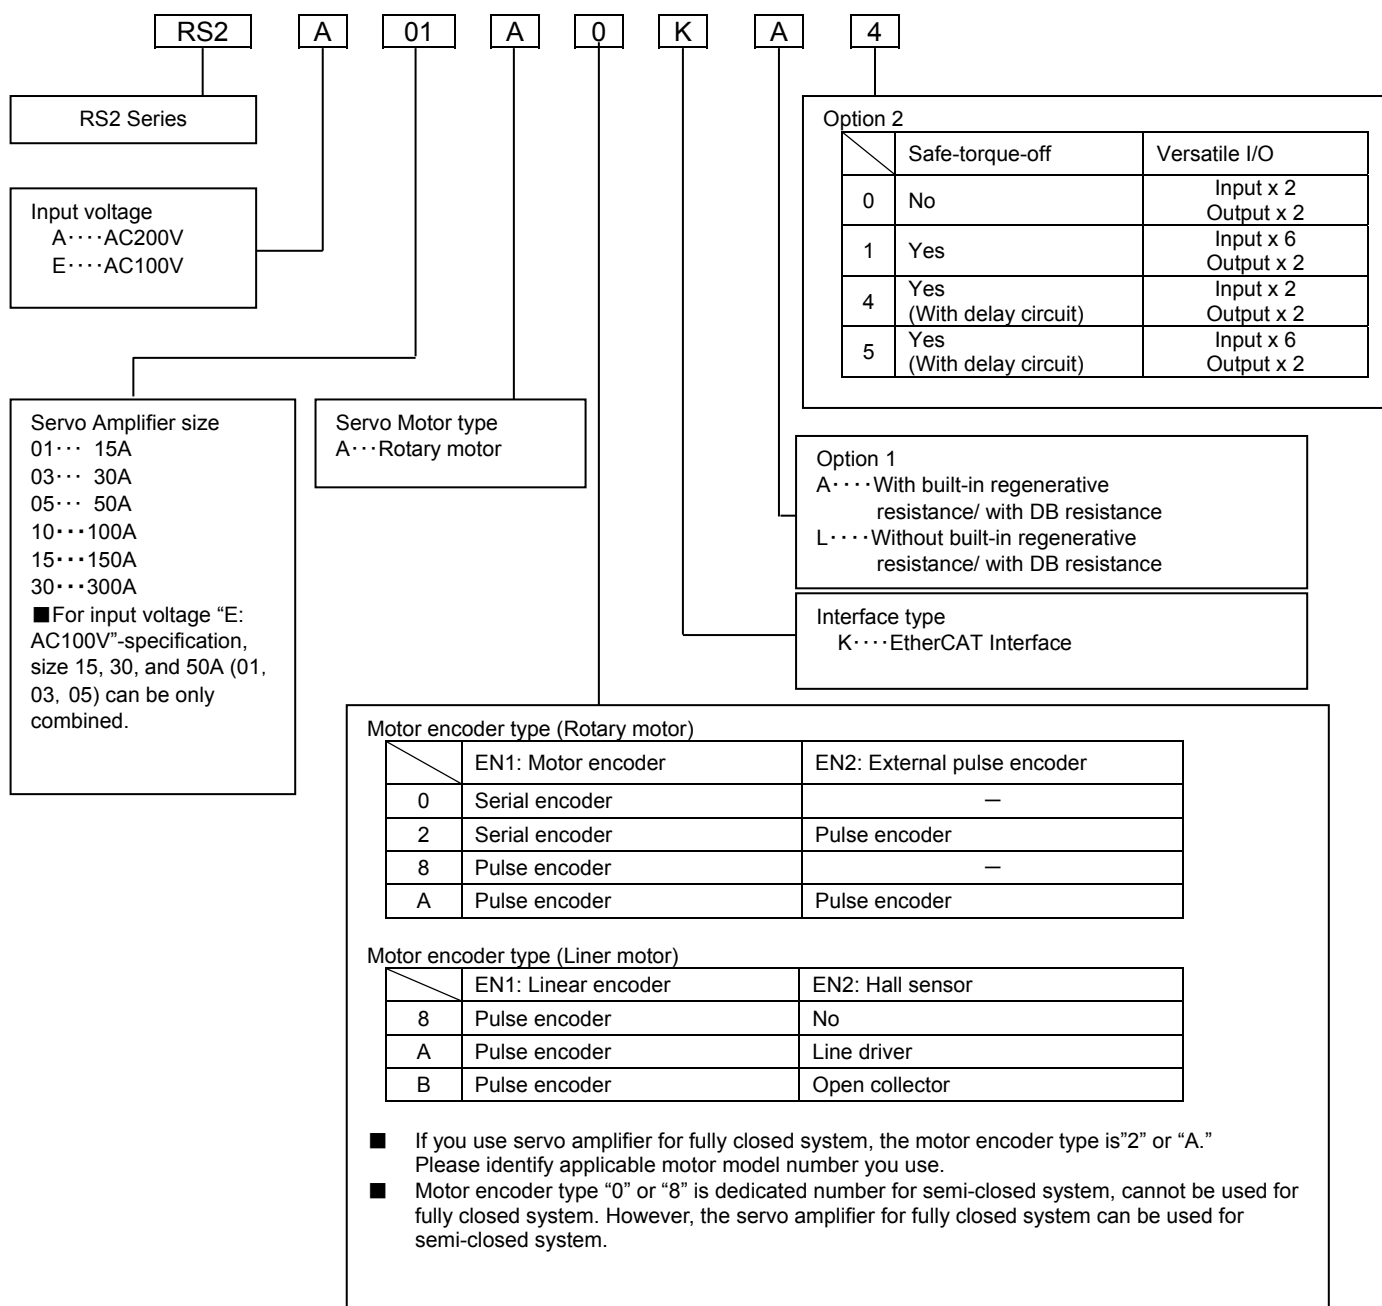 RS2 A 01 A 0 K A 4
RS2 Series
Input voltage
A････AC200V
E････AC100V
Servo Amplifier size
01･･･ 15A
03･･･ 30A
05･･･ 50A
10･･･100A
15･･･150A
30･･･300A
■For input voltage “E:
AC100V”-specification,
size 15, 30, and 50A (01,
03, 05) can be only
combined.
Servo Motor type
A･･･Rotary motor
Option 2
Safe-torque-off Versatile I/O
0 No Input x 2
Output x 2
1 Yes Input x 6
Output x 2
4 Yes
(With delay circuit) Input x 2
Output x 2
5 Yes
(With delay circuit) Input x 6
Output x 2
Option 1
A････With built-in regenerative
resistance/ with DB resistance
L････Without built-in regenerative
resistance/ with DB resistance
Interface type
K････EtherCAT Interface
Motor encoder type (Rotary motor)
EN1: Motor encoder EN2: External pulse encoder
0 Serial encoder －
2 Serial encoder Pulse encoder
8 Pulse encoder －
A Pulse encoder Pulse encoder
Motor encoder type (Liner motor)
EN1: Linear encoder EN2: Hall sensor
8 Pulse encoder No
A Pulse encoder Line driver
B Pulse encoder Open collector
■ If you use servo amplifier for fully closed system, the motor encoder type is”2” or “A.”
Please identify applicable motor model number you use.
■ Motor encoder type “0” or “8” is dedicated number for semi-closed system, cannot be used for
fully closed system. However, the servo amplifier for fully closed system can be used for
semi-closed system.